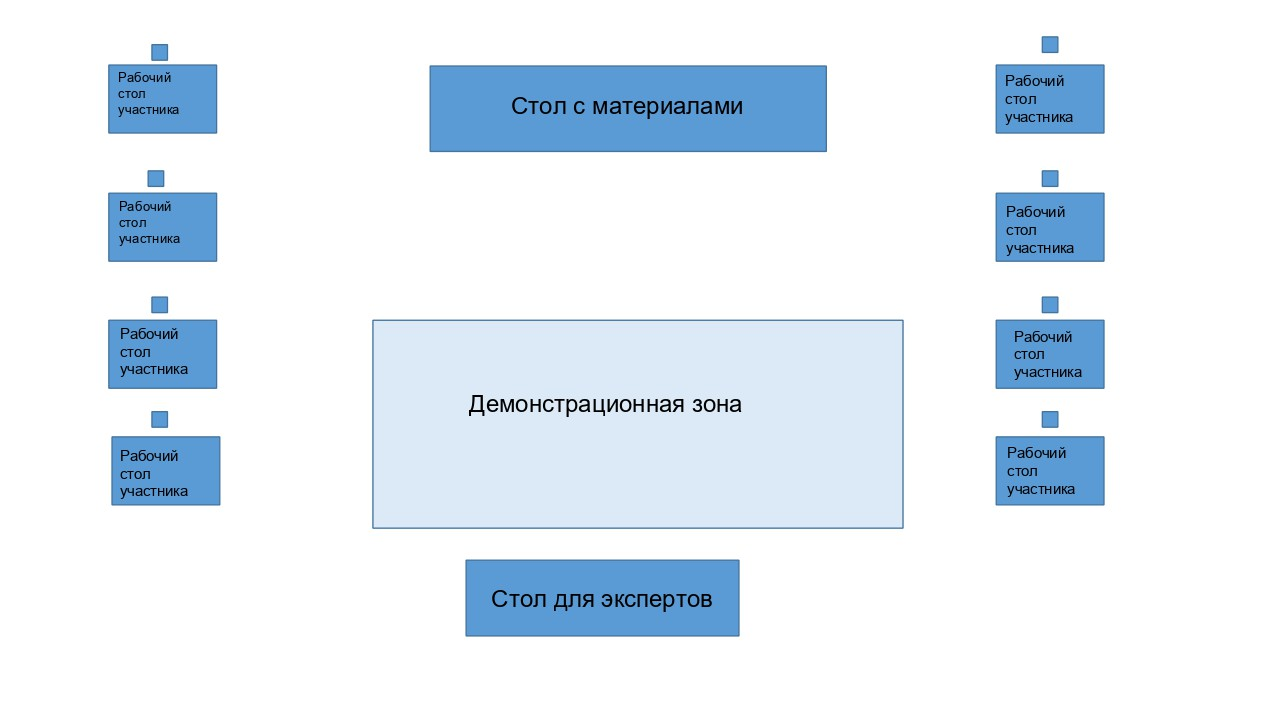 Рабочий
стол
участника
Стол с материалами
Рабочий
стол
участника
Рабочий
стол
участника
Рабочий
стол
участника
Рабочий
стол
участника
Демонстрационная зона
Рабочий
стол
участника
Рабочий
стол
участника
Рабочий
стол
участника
Стол для экспертов